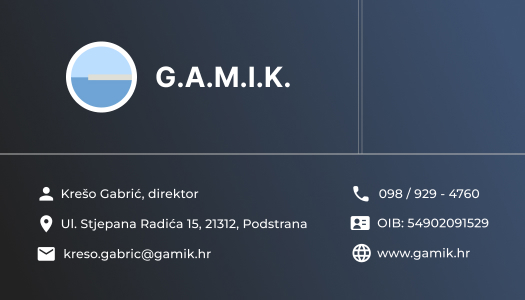 G.A.M.I.K.
Krešo Gabrić, direktor
Ul. Stjepana Radića 15, 21312, Podstrana
kreso.gabric@gamik.hr
098 / 929 - 4760
OIB: 54902091529
www.gamik.hr